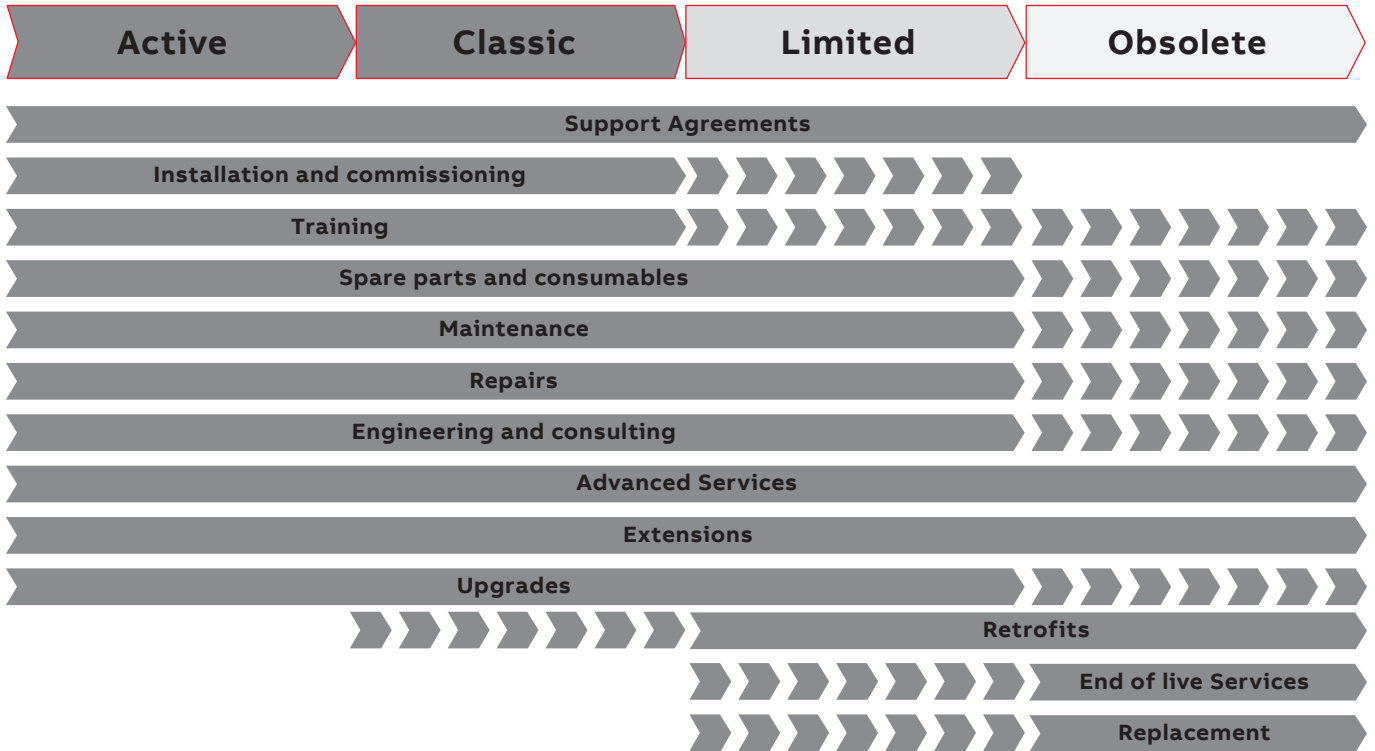 Active
Classic
Limited
Obsolete
Support Agreements
Installation and commissioning
Training
Spare parts and consumables
Maintenance
Repairs
Engineering and consulting
Advanced Services
Extensions
Upgrades
Retrofits
End of live Services
Replacement